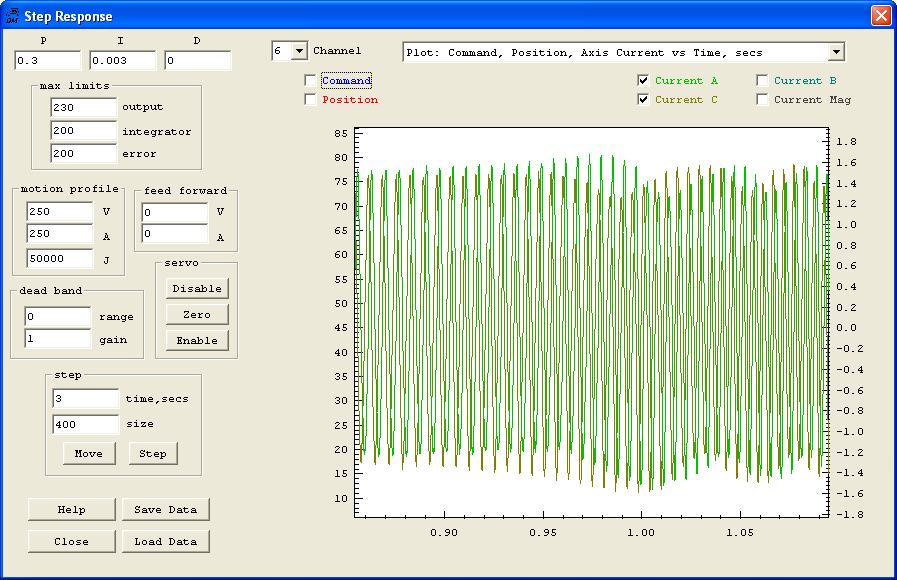 DM Step Response
P I D
0.3 0.003 0
6 Channel
Plot: Command, Position, Axis Current vs Time, secs
Command
Position
Current A
Current C
Current B
Current Mag
max limits
230 output
200 integrator
200 error
motion profile
250 V
250 A
50000 J
feed forward
0 V
0 A
servo
Disable
Zero
Enable
dead band
0 range
1 gain
step
3 time,secs
400 size
Move Step
Help Save Data
Close Load Data
85
80
75
70
65
60
55
50
45
40
35
30
25
20
15
10
1.8
1.6
1.4
1.2
1.0
0.8
0.6
0.4
0.2
0.0
-0.2
-0.4
-0.6
-0.8
-1.0
-1.2
-1.4
-1.6
-1.8
0.90 0.95 1.00 1.05